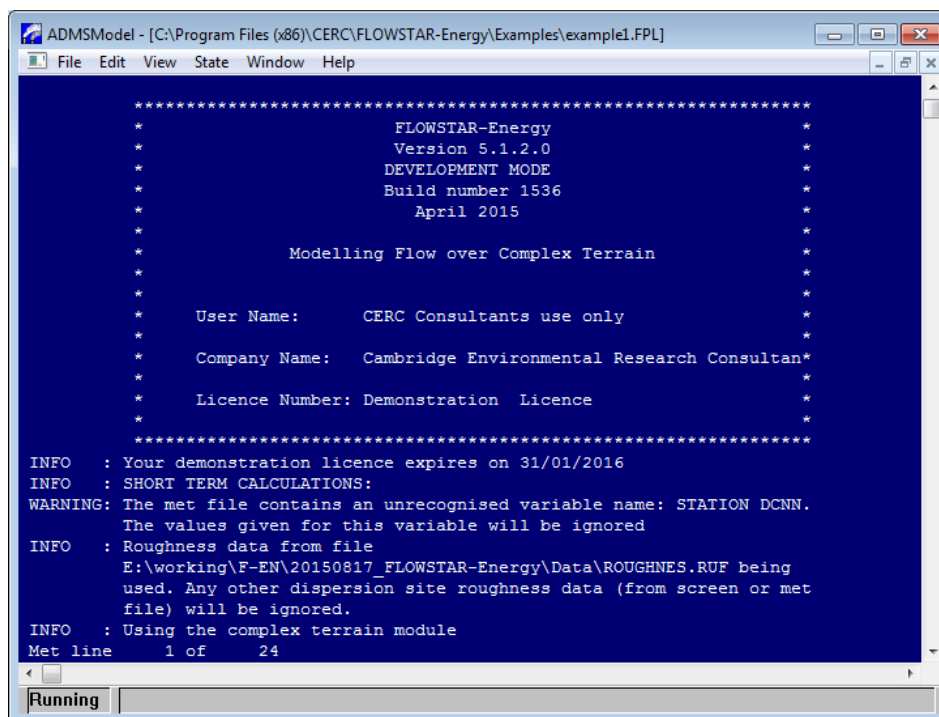 ADMSModel - [C:\Program Files (x86)\CERC\FLOWSTAR-Energy\Examples\example1.FPL]
File Edit View State Window Help
*****************************************************************
* FLOWSTAR-Energy *
* Version 5.1.2.0 *
* DEVELOPMENT MODE *
* Build number 1536 *
* April 2015 *
* *
* Modelling Flow over Complex Terrain *
* *
* *
* User Name: CERC Consultants use only *
* *
* Company Name: Cambridge Environmental Research Consultan*
* *
* Licence Number: Demonstration Licence *
* *
*****************************************************************
INFO : Your demonstration licence expires on 31/01/2016
INFO : SHORT TERM CALCULATIONS:
WARNING: The met file contains an unrecognised variable name: STATION DCNN.
The values given for this variable will be ignored
INFO : Roughness data from file
E:\working\F-EN\20150817_FLOWSTAR-Energy\Data\ROUGHNES.RUF being
used. Any other dispersion site roughness data (from screen or met
file) will be ignored.
INFO : Using the complex terrain module
Met line 1 of 24
Running